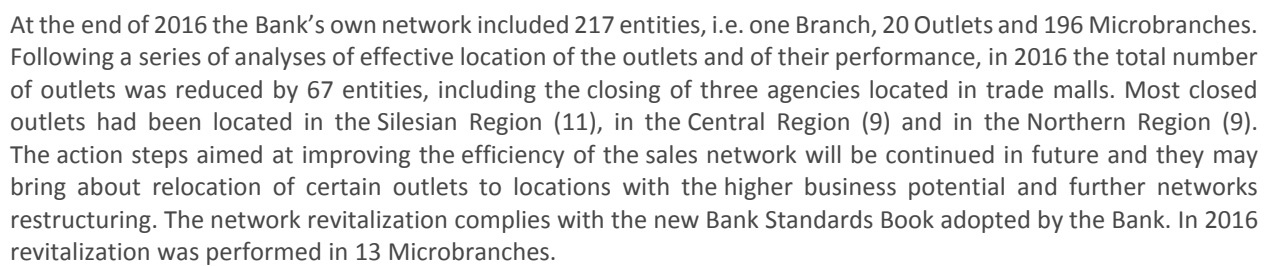 At the end of 2016 the Bank’s own network included 217 entities, i.e. one Branch, 20 Outlets and 196 Microbranches.
Following a series of analyses of effective location of the outlets and of their performance, in 2016 the total number
of outlets was reduced by 67 entities, including the closing of three agencies located in trade malls. Most closed
outlets had been located in the Silesian Region (11), in the Central Region (9) and in the Northern Region (9).
The action steps aimed at improving the efficiency of the sales network will be continued in future and they may
bring about relocation of certain outlets to locations with the higher business potential and further networks
restructuring. The network revitalization complies with the new Bank Standards Book adopted by the Bank. In 2016
revitalization was performed in 13 Microbranches.